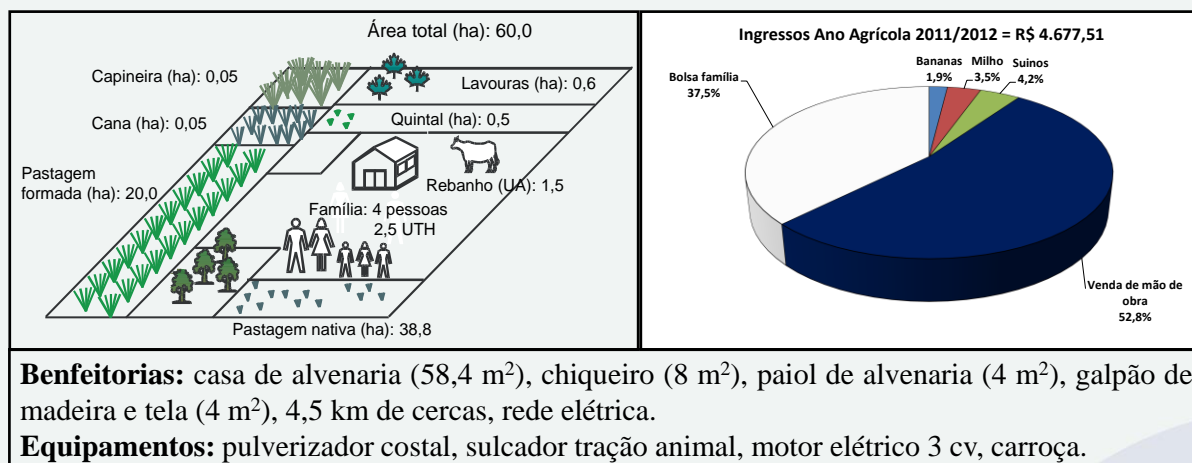 Área total (ha): 60,0
Capineira (ha): 0,05
Lavouras (ha): 0,6
Cana (ha): 0,05
Quintal (ha): 0,5
Pastagem
formada (ha): 20,0
Rebanho (UA): 1,5
Família: 4 pessoas
2,5 UTH
Pastagem nativa (ha): 38,8
Ingressos Ano Agrícola 2011/2012 = R$ 4.677,51
Bananas
1,9%
Milho
3,5%
Suinos
4,2%
Bolsa família
37,5%
Venda de mão de
obra
52,8%
Benfeitorias: casa de alvenaria (58,4 m²), chiqueiro (8 m²), paiol de alvenaria (4 m²), galpão de
madeira e tela (4 m²), 4,5 km de cercas, rede elétrica.
Equipamentos: pulverizador costal, sulcador tração animal, motor elétrico 3 cv, carroça.